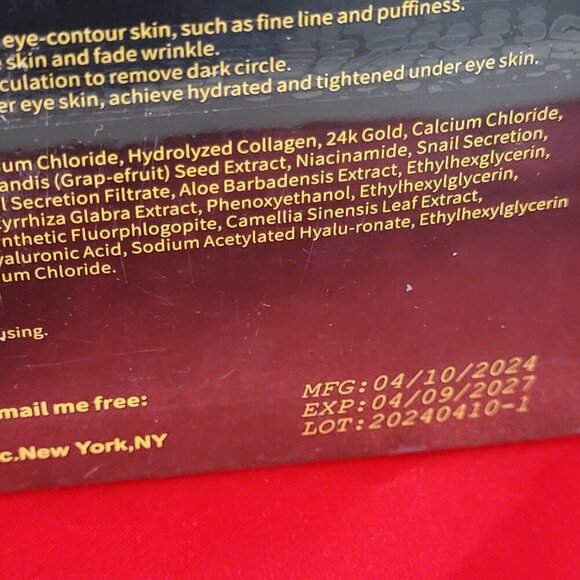 eye-contour skin, such as fine line and puffiness.
skin and fade wrinkle.
culation to remove dark circle.
er eye skin, achieve hydrated and tightened under eye skin.
um Chloride, Hydrolyzed Collagen, 24k Gold, Calcium Chloride,
andis (Grap-efruit) Seed Extract, Niacinamide, Snail Secretion,
l Secretion Filtrate, Aloe Barbadensis Extract, Ethylhexglycerin,
yrrhiza Glabra Extract, Phenoxyethanol, Ethylhexylglycerin,
nthetic Fluorphlogopite, Camellia Sinensis Leaf Extract,
yaluronic Acid, Sodium Acetylated Hyalu-ronate, Ethylhexylglycerin
um Chloride.
using.
mail me free:
c.New York,NY
MFG:04/10/2024
EXP:04/09/2027
LOT:20240410-1